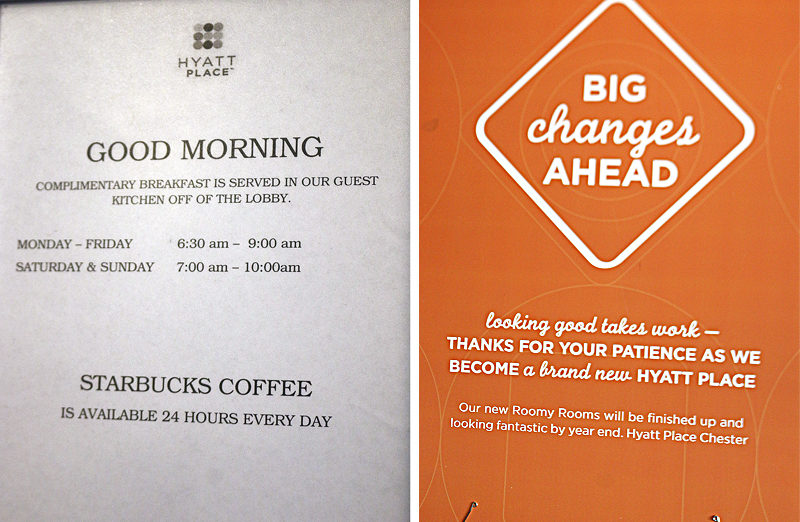 HYATT
PLACE™
GOOD MORNING
COMPLIMENTARY BREAKFAST IS SERVED IN OUR GUEST
KITCHEN OFF OF THE LOBBY.
MONDAY – FRIDAY 6:30 am – 9:00 am
SATURDAY & SUNDAY 7:00 am – 10:00am
STARBUCKS COFFEE
IS AVAILABLE 24 HOURS EVERY DAY
BIG
changes
AHEAD
looking good takes work —
THANKS FOR YOUR PATIENCE AS WE
BECOME a brand new HYATT PLACE
Our new Roomy Rooms will be finished up and
looking fantastic by year end. Hyatt Place Chester